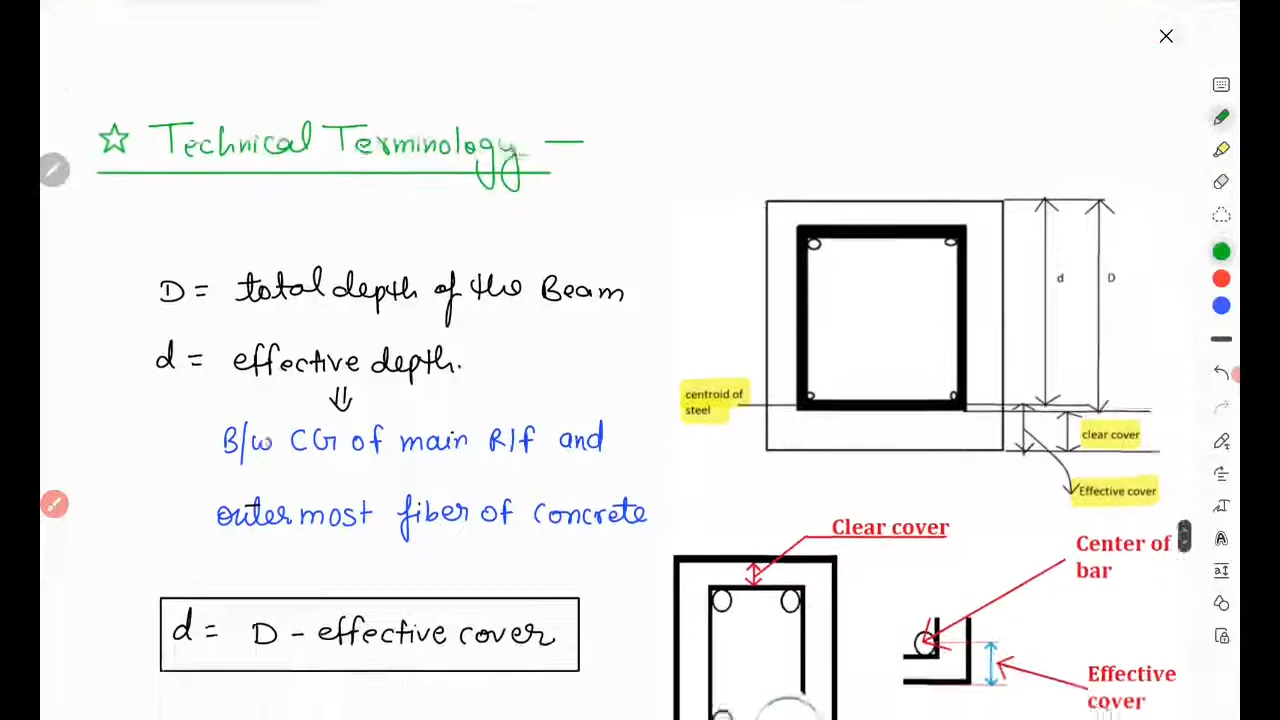 ☆ Technical Terminology —
D = total depth of the Beam
d = effective depth.
⇓
B/w CG of main R/f and
outermost fiber of concrete
d = D - effective cover
d
D
centroid of
steel
clear cover
Effective cover
Clear cover
Center of
bar
Effective
cover